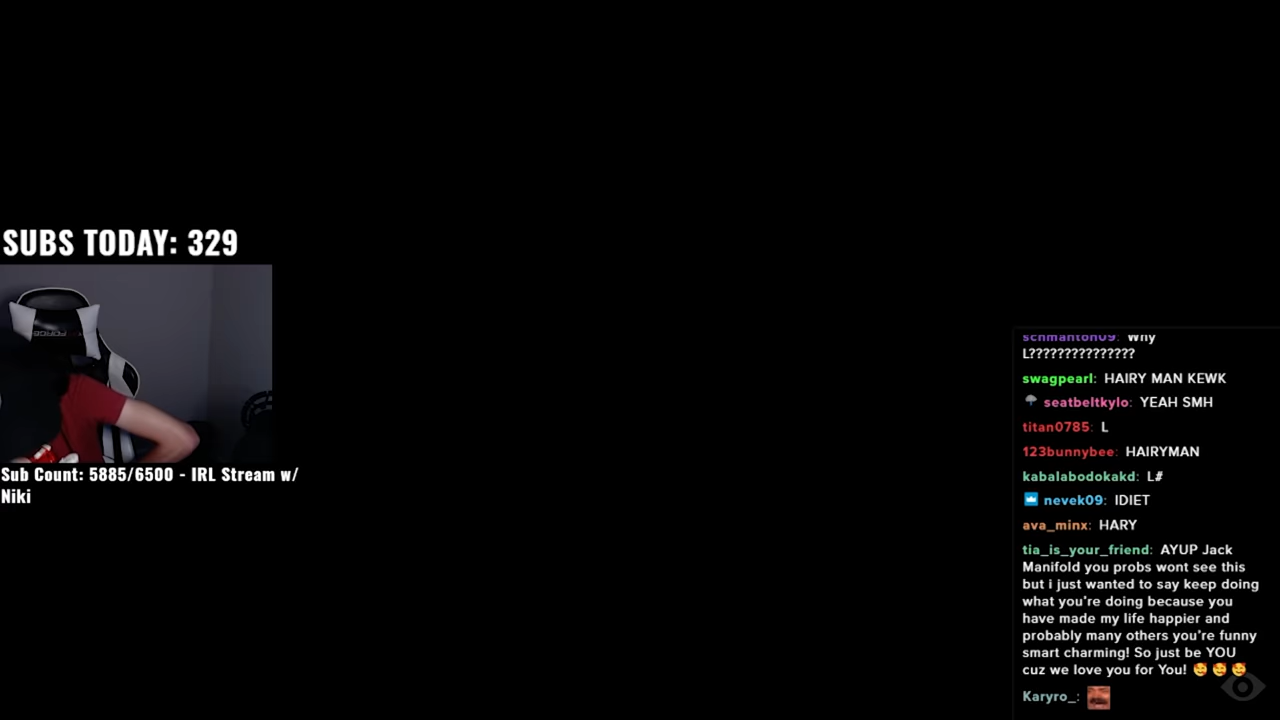 SUBS TODAY: 329
Sub Count: 5885/6500 - IRL Stream w/
Niki
schmanton09: Why
L???????????????
swagpearl: HAIRY MAN KEWK
seatbeltkylo: YEAH SMH
titan0785: L
123bunnybee: HAIRYMAN
kabalabodokakd: L#
nevek09: IDIET
ava_minx: HARY
tia_is_your_friend: AYUP Jack
Manifold you probs wont see this
but i just wanted to say keep doing
what you're doing because you
have made my life happier and
probably many others you're funny
smart charming! So just be YOU
cuz we love you for You! 🥰 🥰 🥰
Karyro_: